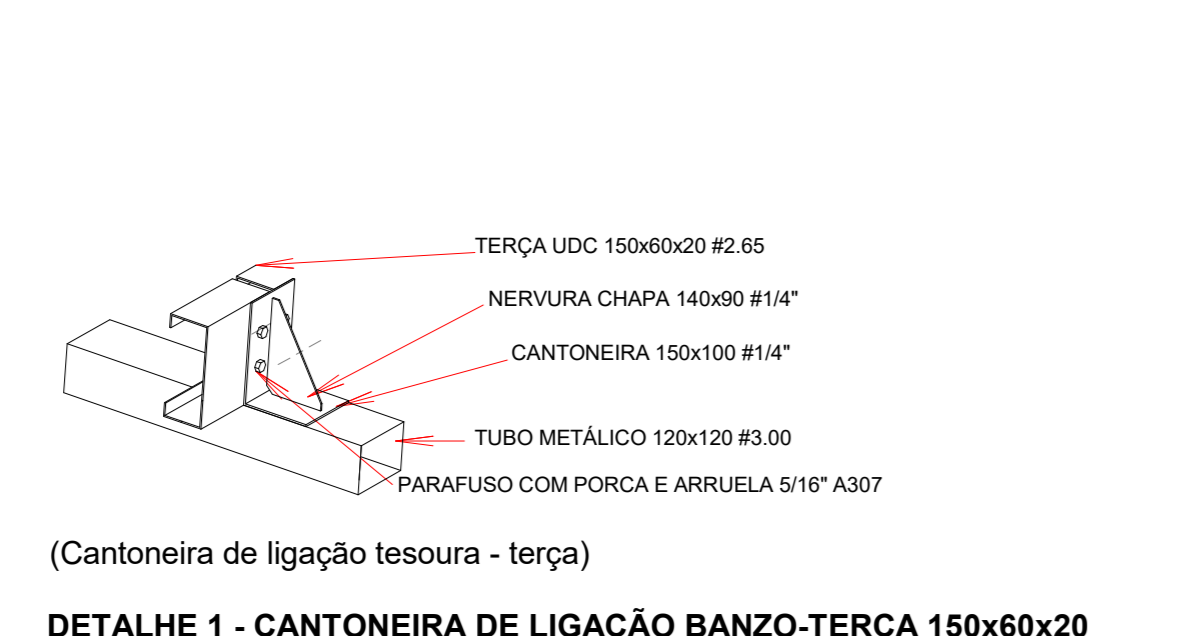 TERÇA UDC 150x60x20 #2.65
NERVURA CHAPA 140x90 #1/4"
CANTONEIRA 150x100 #1/4"
TUBO METÁLICO 120x120 #3.00
PARAFUSO COM PORCA E ARRUELA 5/16" A307
(Cantoneira de ligação tesoura - terça)
DETALHE 1 - CANTONEIRA DE LIGAÇÃO BANZO-TERÇA 150x60x20